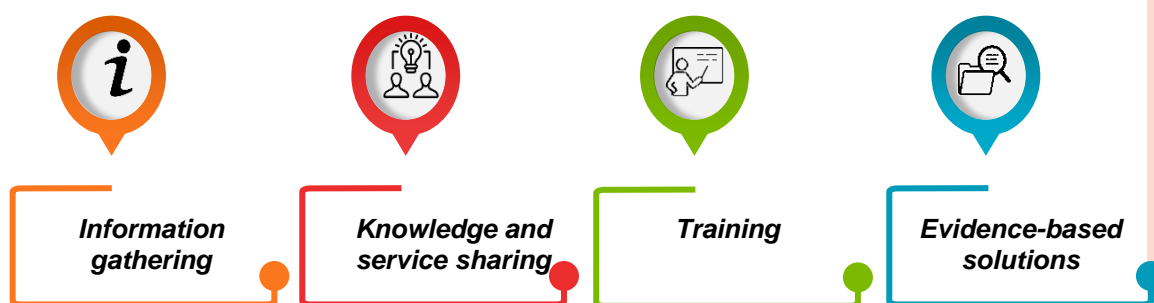 i
Information
gathering
Knowledge and
service sharing
Training
Evidence-based
solutions